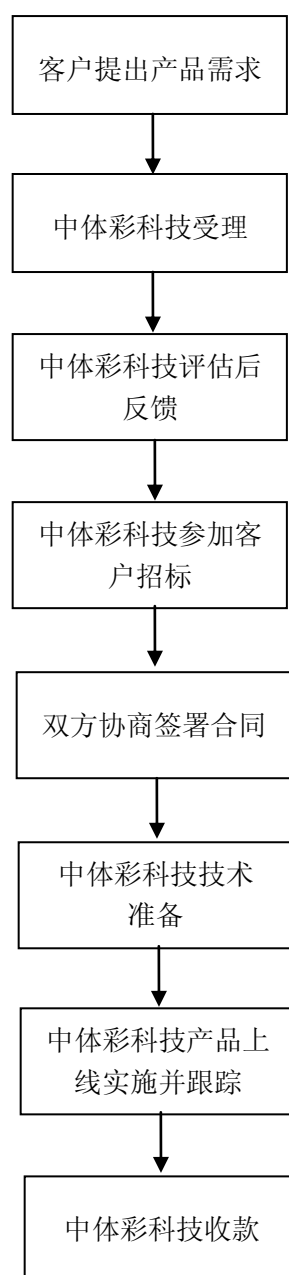 客户提出产品需求
中体彩科技受理
中体彩科技评估后
反馈
中体彩科技参加客
户招标
双方协商签署合同
中体彩科技技术
准备
中体彩科技产品上
线实施并跟踪
中体彩科技收款